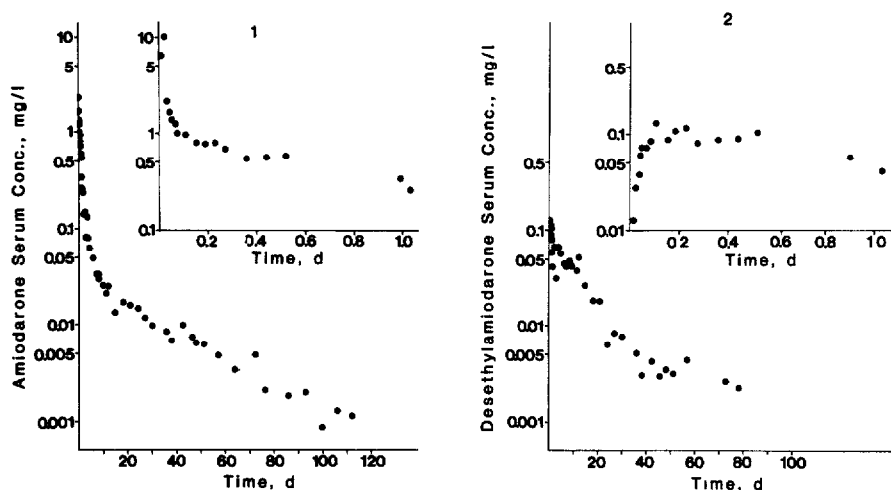 1
10
5
1
0.5
0.1
0.05
0.01
0.005
0.001
20 40 60 80 100 120
Time, d
Amiodarone Serum Conc., mg/l
10
5
1
0.5
0.1
0.2 0.4 0.6 0.8 1.0
Time, d
2
0.5
0.1
0.05
0.01
0.005
0.001
20 40 60 80 100
Time, d
Desethylamiodarone Serum Conc., mg/l
0.5
0.1
0.05
0.01
0.2 0.4 0.6 0.8 1.0
Time, d